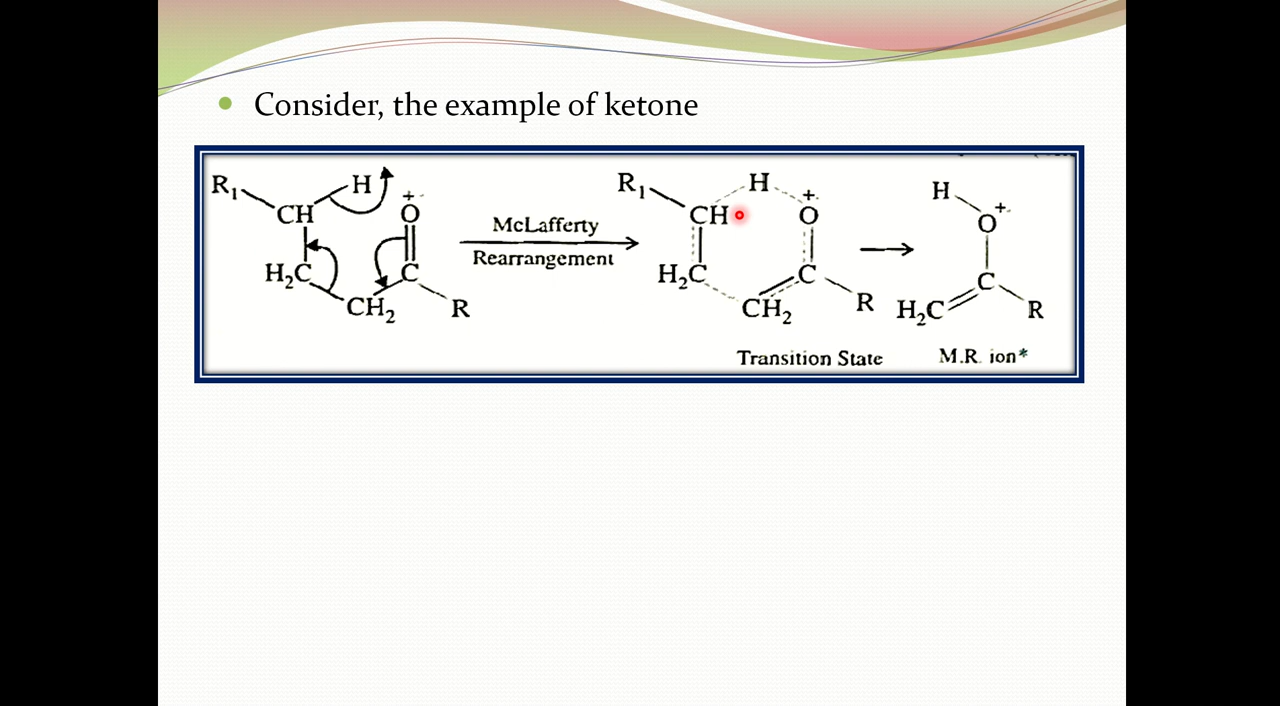 Consider, the example of ketone
R₁ H + O
CH
H₂C C
CH₂ R
McLafferty
Rearrangement
R₁ H + O
CH
H₂C C
CH₂ R
Transition State
H + O
C
H₂C R
M.R. ion*